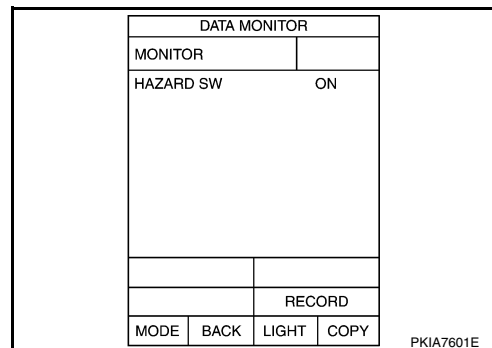 DATA MONITOR
MONITOR
HAZARD SW ON
RECORD
MODE BACK LIGHT COPY
PKIA7601E